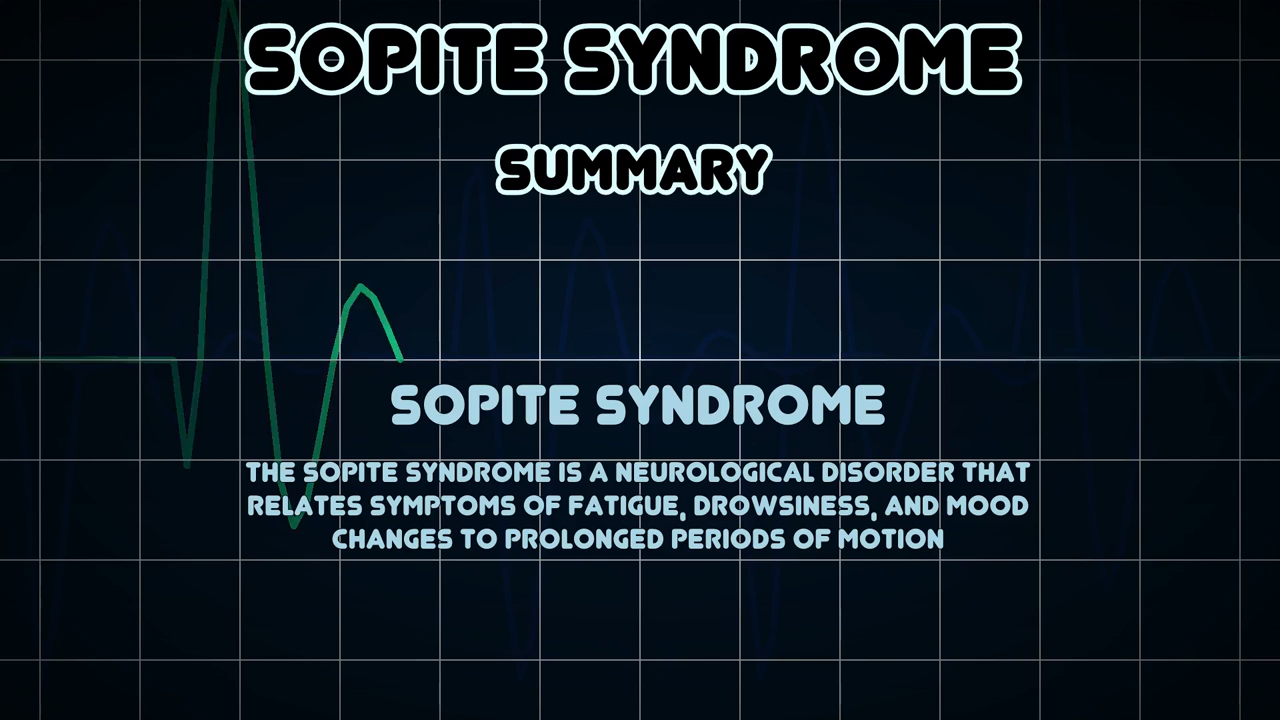 SOPITE SYNDROME
SUMMARY
SOPITE SYNDROME
THE SOPITE SYNDROME IS A NEUROLOGICAL DISORDER THAT
RELATES SYMPTOMS OF FATIGUE, DROWSINESS, AND MOOD
CHANGES TO PROLONGED PERIODS OF MOTION